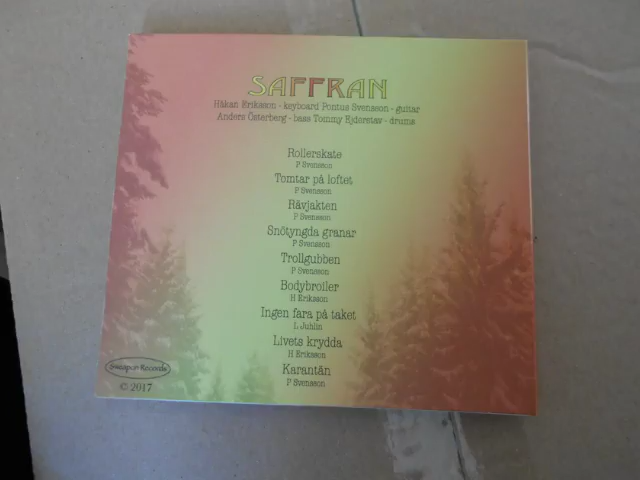 SAFFRAN
Håkan Eriksson - keyboard Pontus Svensson - guitar
Anders Österberg - bass Tommy Ejderstav - drums
Rollerskate
P Svensson
Tomtar på loftet
P Svensson
Rävjakten
P Svensson
Snötyngda granar
P Svensson
Trollgubben
P Svensson
Bodybroiler
H Eriksson
Ingen fara på taket
L Juhlin
Livets krydda
H Eriksson
Karantän
P Svensson
Records
© 2017